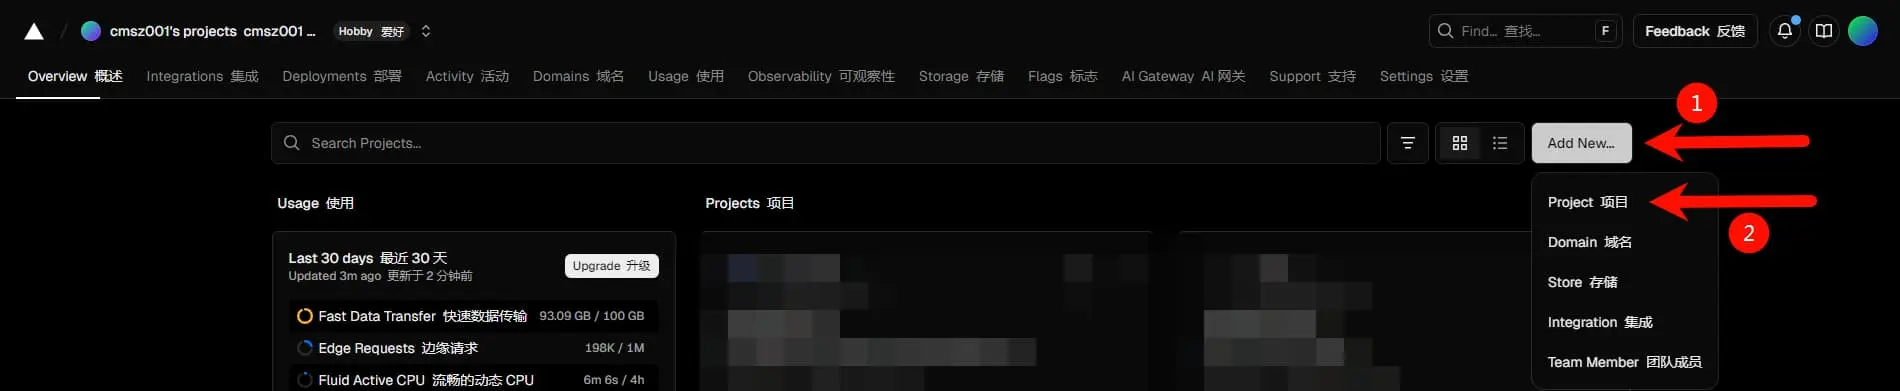 cmsz001's projects cmsz001 ... Hobby 爱好 Find... 查找... F Feedback 反馈
Overview 概述 Integrations 集成 Deployments 部署 Activity 活动 Domains 域名 Usage 使用 Observability 可观察性 Storage 存储 Flags 标志 AI Gateway AI 网关 Support 支持 Settings 设置
1
Search Projects... Add New...
Usage 使用 Projects 项目 Project 项目
2
Domain 域名
Last 30 days 最近 30 天
Updated 3m ago 更新于 2 分钟前
Upgrade 升级
Store 存储
Fast Data Transfer 快速数据传输 93.09 GB / 100 GB
Integration 集成
Edge Requests 边缘请求 198K / 1M
Team Member 团队成员
Fluid Active CPU 流畅的动态 CPU 6m 6s / 4h